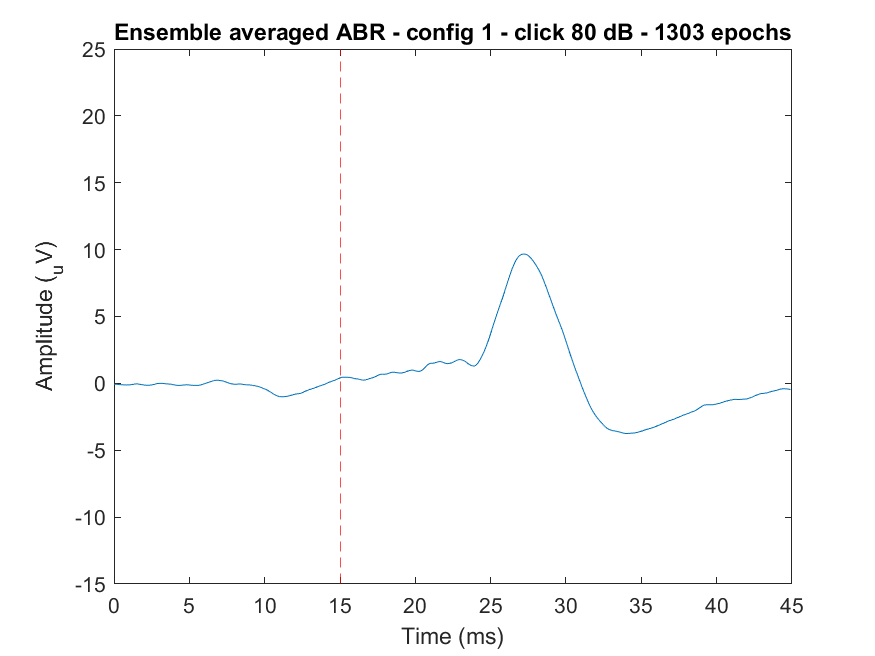 Ensemble averaged ABR - config 1 - click 80 dB - 1303 epochs
25
20
15
10
5
0
-5
-10
-15
Amplitude (uV)
0 5 10 15 20 25 30 35 40 45
Time (ms)